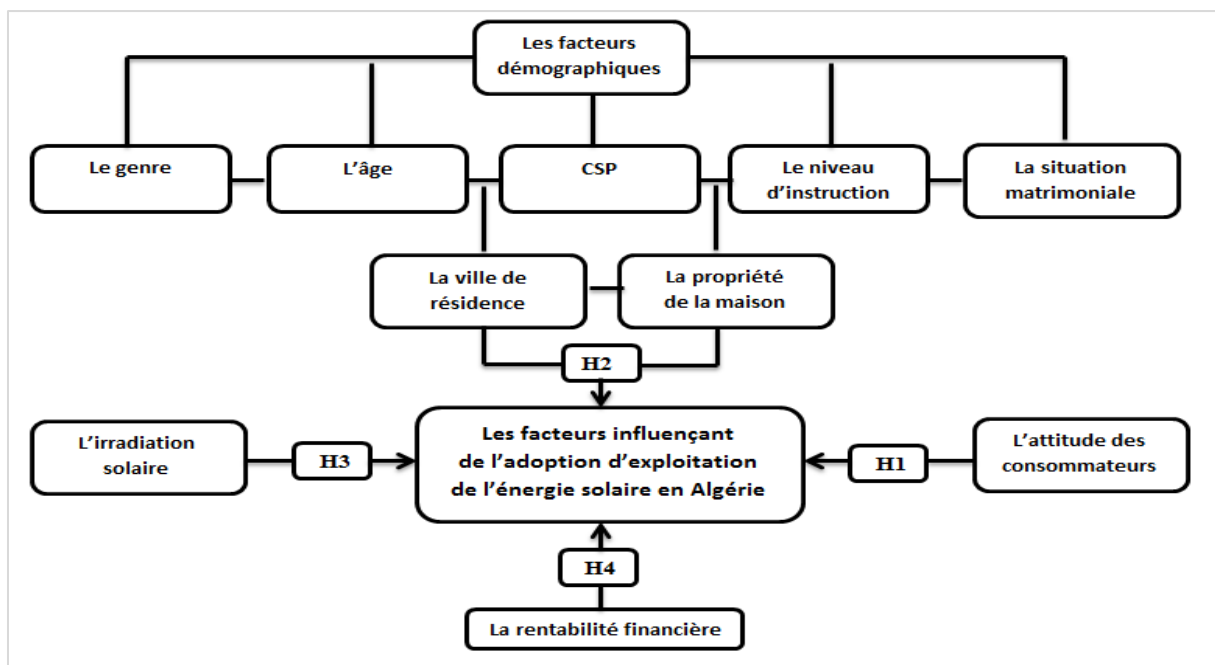 Les facteurs
démographiques
Le genre
L'âge
CSP
Le niveau
d'instruction
La situation
matrimoniale
La ville de
résidence
La propriété
de la maison
H2
L'irradiation
solaire
H3
Les facteurs influençant
de l'adoption d'exploitation
de l'énergie solaire en Algérie
H1
L'attitude des
consommateurs
H4
La rentabilité financière